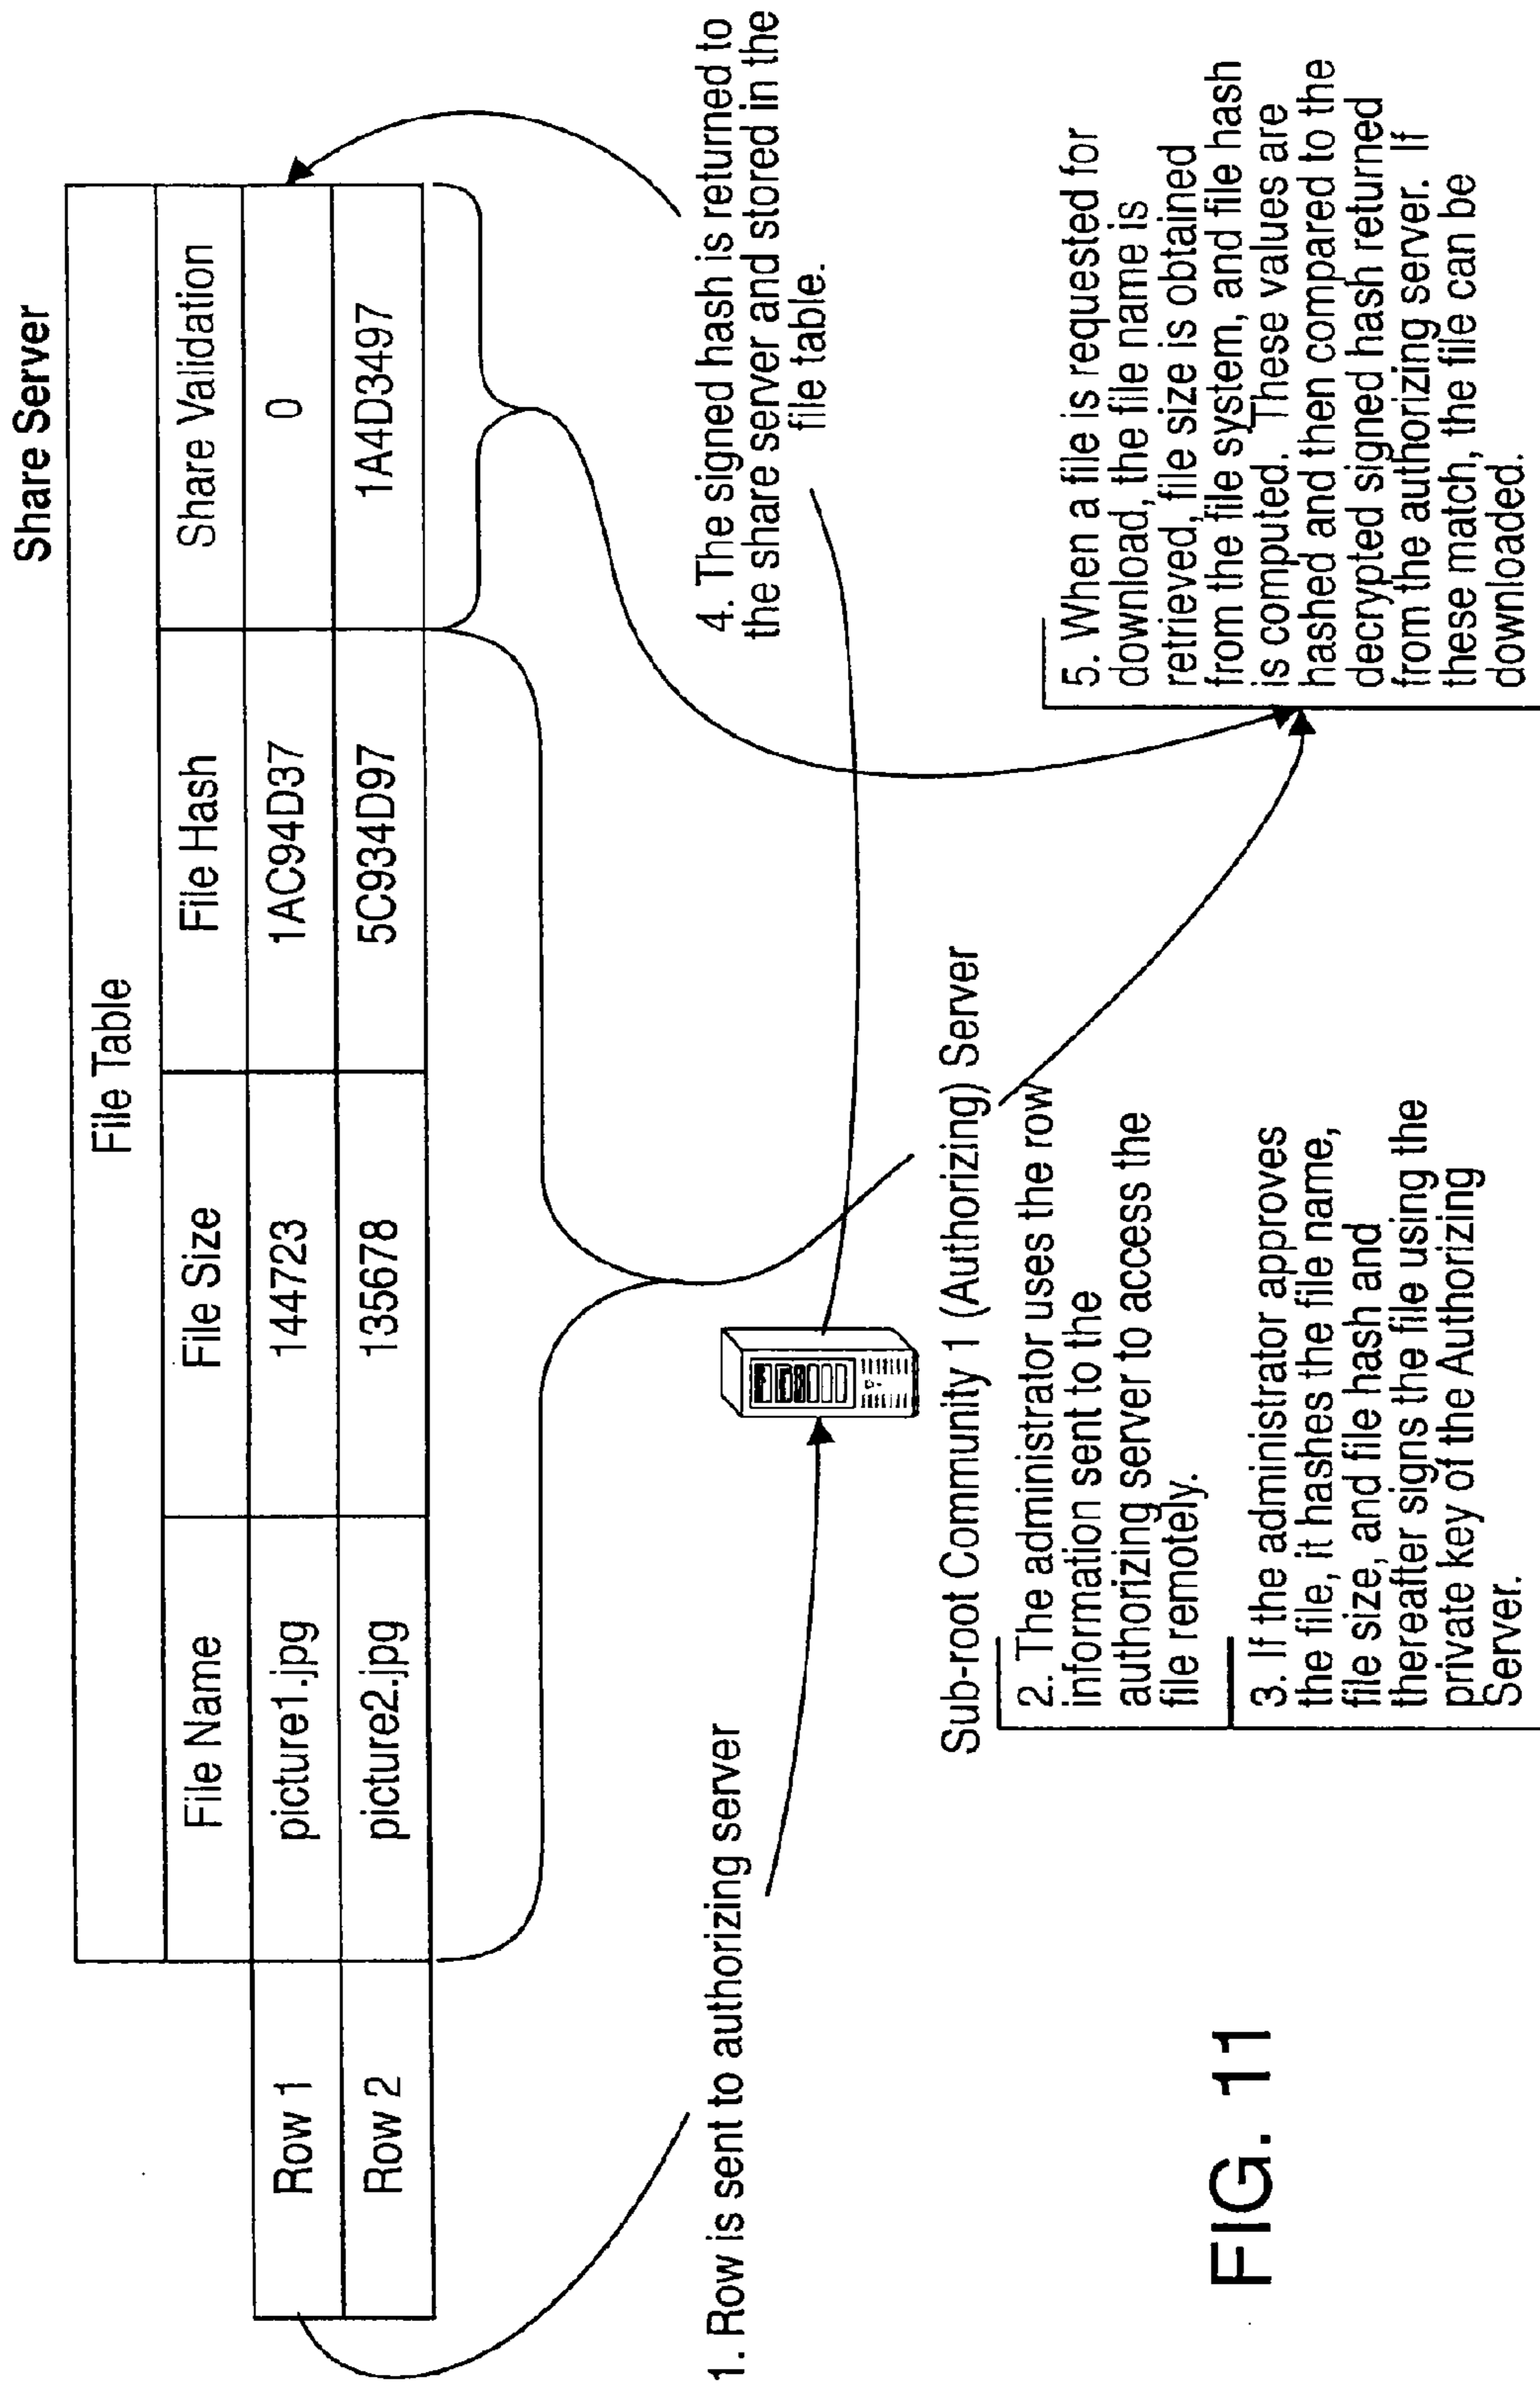 Share Server
File Table
File Name File Size File Hash Share Validation
Row 1 picture1.jpg 144723 1AC94D37 0
Row 2 picture2.jpg 135678 5C934D97 1A4D3497
1. Row is sent to authorizing server
4. The signed hash is returned to
the share server and stored in the
file table.
Sub-root Community 1 (Authorizing) Server
2. The administrator uses the row
information sent to the
authorizing server to access the
file remotely.
3. If the administrator approves
the file, it hashes the file name,
file size, and file hash and
thereafter signs the file using the
private key of the Authorizing
Server.
5. When a file is requested for
download, the file name is
retrieved, file size is obtained
from the file system, and file hash
is computed. These values are
hashed and then compared to the
decrypted signed hash returned
from the authorizing server. If
these match, the file can be
downloaded.
FIG. 11